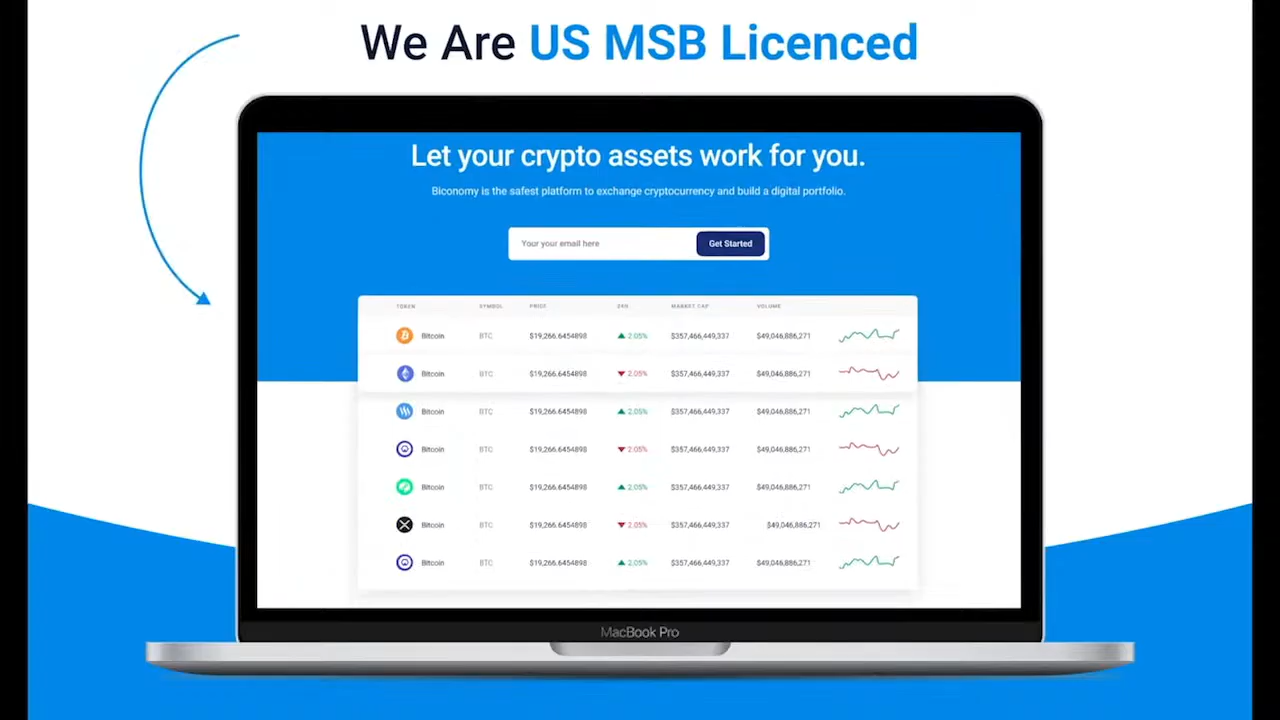 We Are US MSB Licenced
Let your crypto assets work for you.
Biconomy is the safest platform to exchange cryptocurrency and build a digital portfolio.
Your your email here Get Started
TOKEN SYMBOL PRICE 24H MARKET CAP VOLUME
Bitcoin BTC $19,266.6454898 2.05% $357,466,449,337 $49,046,886,271
Bitcoin BTC $19,266.6454898 2.05% $357,466,449,337 $49,046,886,271
Bitcoin BTC $19,266.6454898 2.05% $357,466,449,337 $49,046,886,271
Bitcoin BTC $19,266.6454898 2.05% $357,466,449,337 $49,046,886,271
Bitcoin BTC $19,266.6454898 2.05% $357,466,449,337 $49,046,886,271
Bitcoin BTC $19,266.6454898 2.05% $357,466,449,337 $49,046,886,271
Bitcoin BTC $19,266.6454898 2.05% $357,466,449,337 $49,046,886,271
MacBook Pro